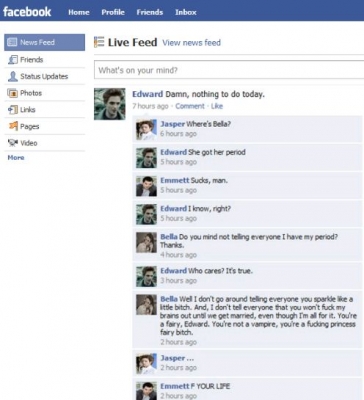 facebook Home Profile Friends Inbox
News Feed
Friends
Status Updates
Photos
Links
Pages
Video
More
Live Feed View news feed
What's on your mind?
Edward Damn, nothing to do today.
7 hours ago · Comment · Like
Jasper Where's Bella?
6 hours ago
Edward She got her period
5 hours ago
Emmett Sucks, man.
5 hours ago
Edward I know, right?
5 hours ago
Bella Do you mind not telling everyone I have my period?
Thanks.
4 hours ago
Edward Who cares? It's true.
3 hours ago
Bella Well I don't go around telling everyone you sparkle like a
little bitch. And, I don't tell everyone that you won't fuck my
brains out until we get married, even though I'm all for it. You're
a fairy, Edward. You're not a vampire, you're a fucking princess
fairy bitch.
2 hours ago
Jasper ...
2 hours ago
Emmett F YOUR LIFE
2 hours ago